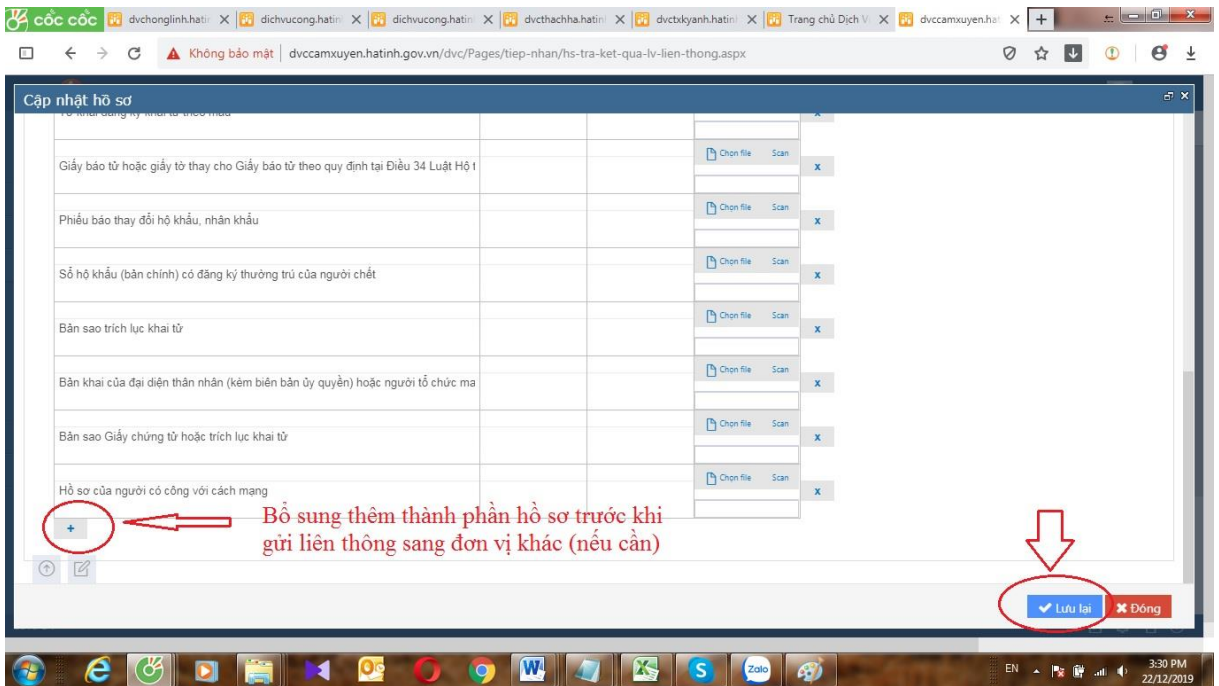 cốc cốc dvchonglinh.hatin dichvucong.hatin dichvucong.hatin dvcthachha.hatinl dvctxkyanh.hatinl Trang chủ Dịch V dvccamxuyen.ha
Không bảo mật dvccamxuyen.hatinh.gov.vn/dvc/Pages/tiep-nhan/hs-tra-ket-qua-lv-lien-thong.aspx
Cập nhật hồ sơ
x
Chọn file Scan
Giấy báo tử hoặc giấy tờ thay cho Giấy báo tử theo quy định tại Điều 34 Luật Hộ t x
Chọn file Scan
Phiếu báo thay đổi hộ khẩu, nhân khẩu x
Chọn file Scan
Sổ hộ khẩu (bản chính) có đăng ký thường trú của người chết x
Chọn file Scan
Bản sao trích lục khai tử x
Chọn file Scan
Bản khai của đại diện thân nhân (kèm biên bản ủy quyền) hoặc người tổ chức ma x
Chọn file Scan
Bản sao Giấy chứng tử hoặc trích lục khai tử x
Chọn file Scan
Hồ sơ của người có công với cách mạng x
+ Bổ sung thêm thành phần hồ sơ trước khi
gửi liên thông sang đơn vị khác (nếu cần)
Lưu lại Đóng
Zalo
EN 3:30 PM
22/12/2019